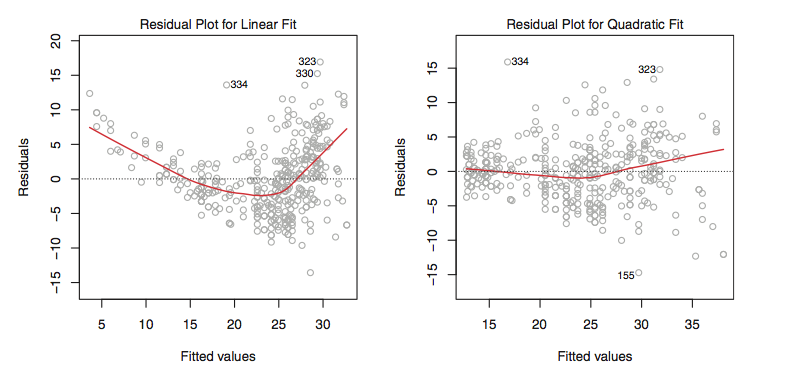 Residual Plot for Linear Fit
20
15
10
5
0
−5
−10
−15
Residuals
323
330
334
5 10 15 20 25 30
Fitted values
Residual Plot for Quadratic Fit
15
10
5
0
−5
−10
−15
Residuals
334
323
155
15 20 25 30 35
Fitted values